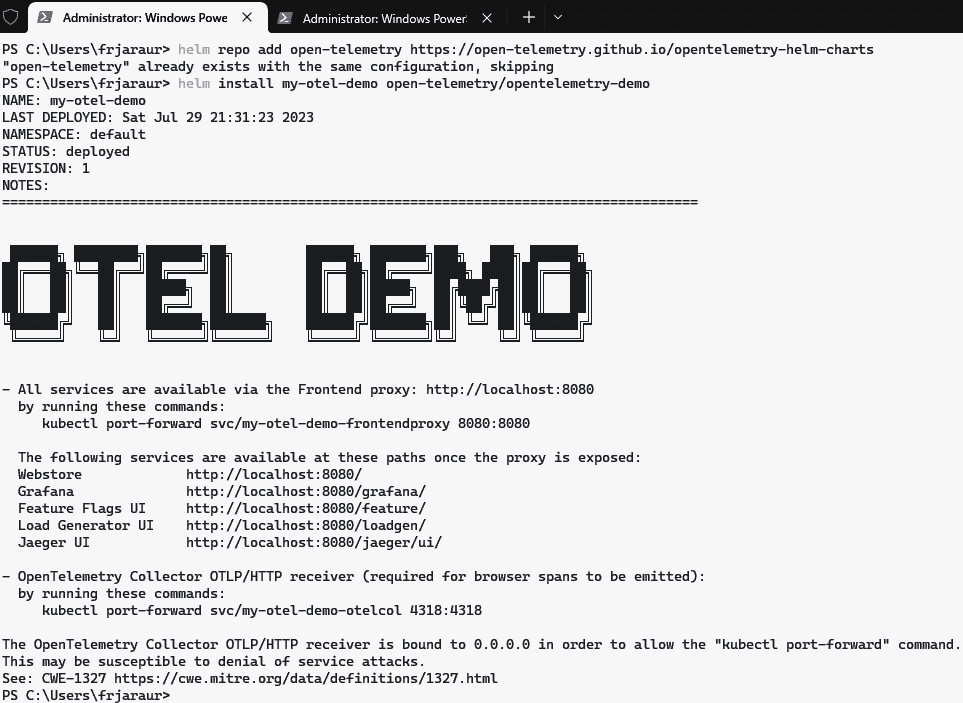 Administrator: Windows Powe
Administrator: Windows Power
PS C:\Users\frjaraur> helm repo add open-telemetry https://open-telemetry.github.io/opentelemetry-helm-charts
"open-telemetry" already exists with the same configuration, skipping
PS C:\Users\frjaraur> helm install my-otel-demo open-telemetry/opentelemetry-demo
NAME: my-otel-demo
LAST DEPLOYED: Sat Jul 29 21:31:23 2023
NAMESPACE: default
STATUS: deployed
REVISION: 1
NOTES:
=======================================================================================
OTEL DEMO
- All services are available via the Frontend proxy: http://localhost:8080
by running these commands:
kubectl port-forward svc/my-otel-demo-frontendproxy 8080:8080
The following services are available at these paths once the proxy is exposed:
Webstore http://localhost:8080/
Grafana http://localhost:8080/grafana/
Feature Flags UI http://localhost:8080/feature/
Load Generator UI http://localhost:8080/loadgen/
Jaeger UI http://localhost:8080/jaeger/ui/
- OpenTelemetry Collector OTLP/HTTP receiver (required for browser spans to be emitted):
by running these commands:
kubectl port-forward svc/my-otel-demo-otelcol 4318:4318
The OpenTelemetry Collector OTLP/HTTP receiver is bound to 0.0.0.0 in order to allow the "kubectl port-forward" command.
This may be susceptible to denial of service attacks.
See: CWE-1327 https://cwe.mitre.org/data/definitions/1327.html
PS C:\Users\frjaraur>